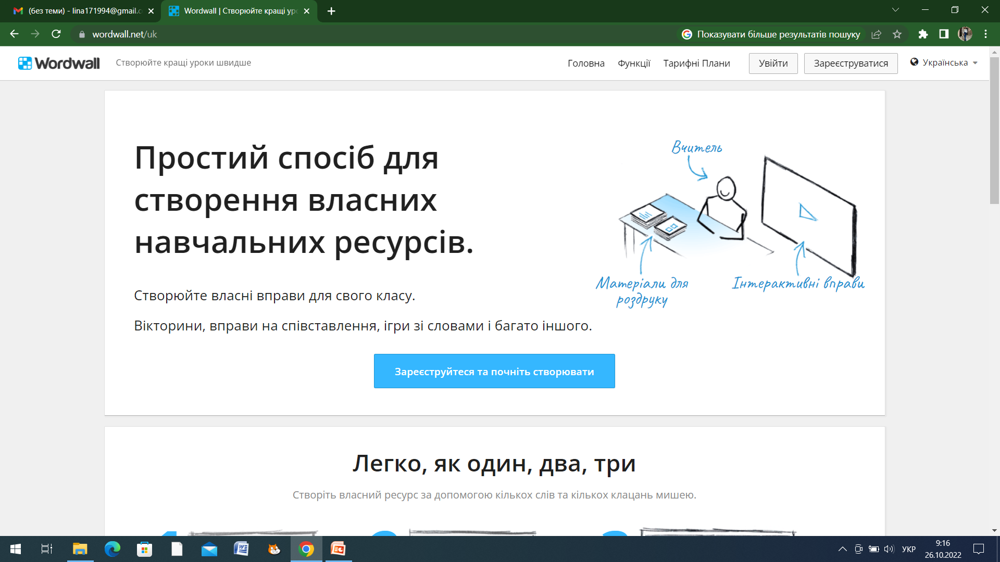 (без теми) - lina171994@gmail.c
Wordwall | Створюйте кращі ур
wordwall.net/uk
Показувати більше результатів пошуку
Wordwall
Створюйте кращі уроки швидше
Головна
Функції
Тарифні Плани
Увійти
Зареєструватися
Українська
Простий спосіб для
створення власних
навчальних ресурсів.
Вчитель
Матеріали для
роздруку
Інтерактивні вправи
Створюйте власні вправи для свого класу.
Вікторини, вправи на співставлення, ігри зі словами і багато іншого.
Зареєструйтеся та почніть створювати
Легко, як один, два, три
Створіть власний ресурс за допомогою кількох слів та кількох клацань мишею.
УКР
9:16
26.10.2022